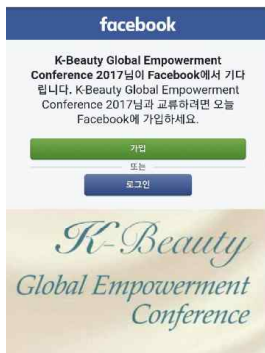 facebook
K-Beauty Global Empowerment
Conference 2017님이 Facebook에서 기다
립니다. K-Beauty Global Empowerment
Conference 2017님과 교류하려면 오늘
Facebook에 가입하세요.
가입
또는
로그인
K-Beauty
Global Empowerment
Conference